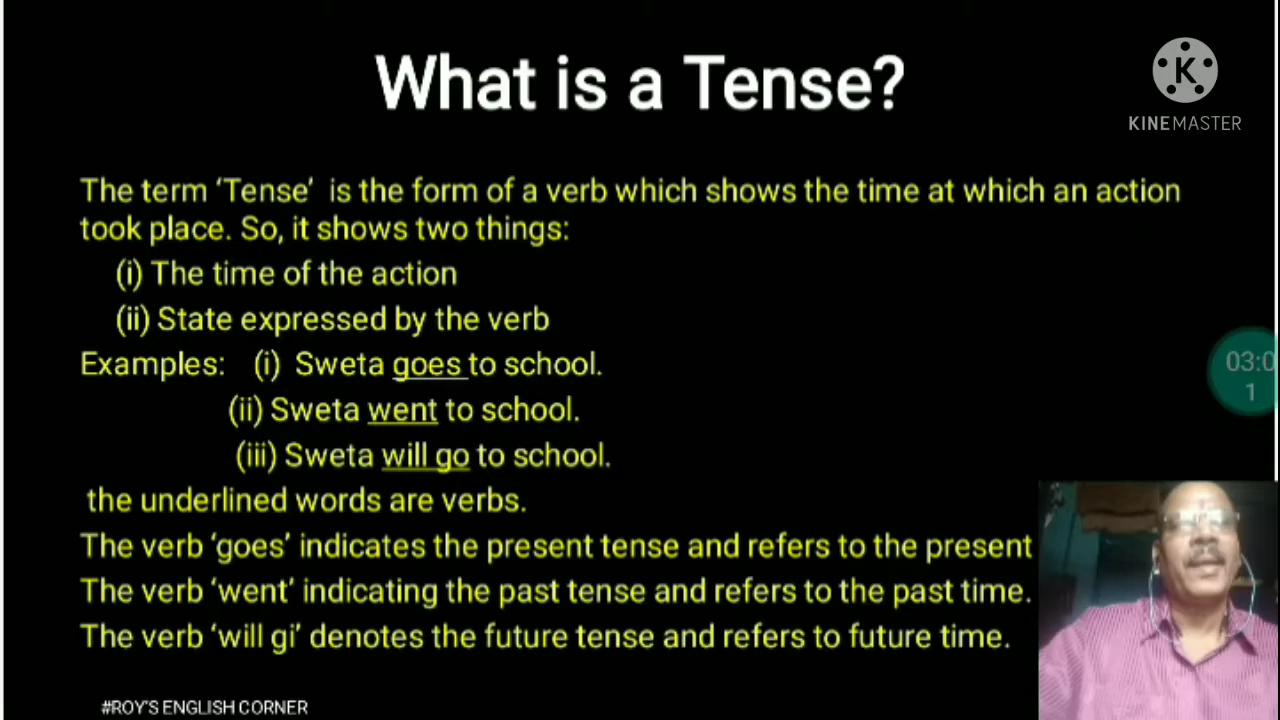 What is a Tense?
KINEMASTER
The term ‘Tense’ is the form of a verb which shows the time at which an action
took place. So, it shows two things:
(i) The time of the action
(ii) State expressed by the verb
Examples: (i) Sweta goes to school.
(ii) Sweta went to school.
(iii) Sweta will go to school.
the underlined words are verbs.
The verb ‘goes’ indicates the present tense and refers to the present
The verb ‘went’ indicating the past tense and refers to the past time.
The verb ‘will gi’ denotes the future tense and refers to future time.
03:0
1
#ROY'S ENGLISH CORNER